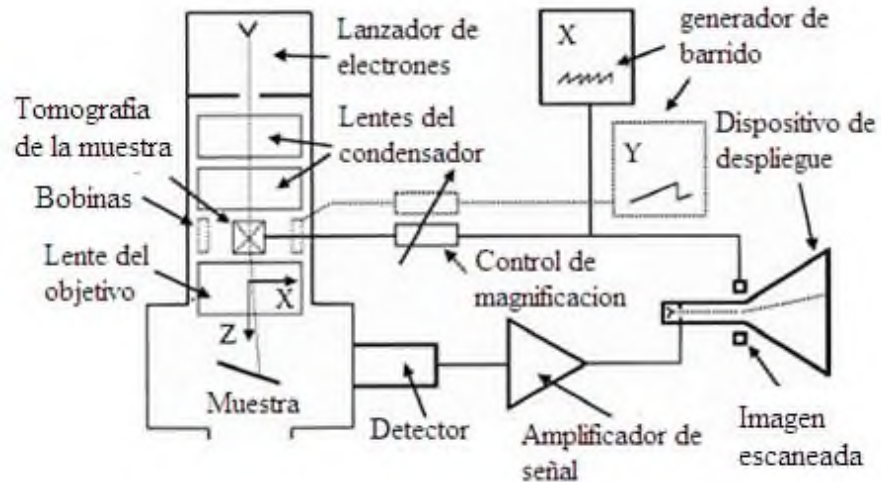 Lanzador de
electrones
X
generador de
barrido
Tomografia
de la muestra
Lentes del
condensador
Y
Dispositivo de
despliegue
Bobinas
Lente del
objetivo
X
Z
Control de
magnificacion
Muestra
Detector
Amplificador de
señal
Imagen
escaneada